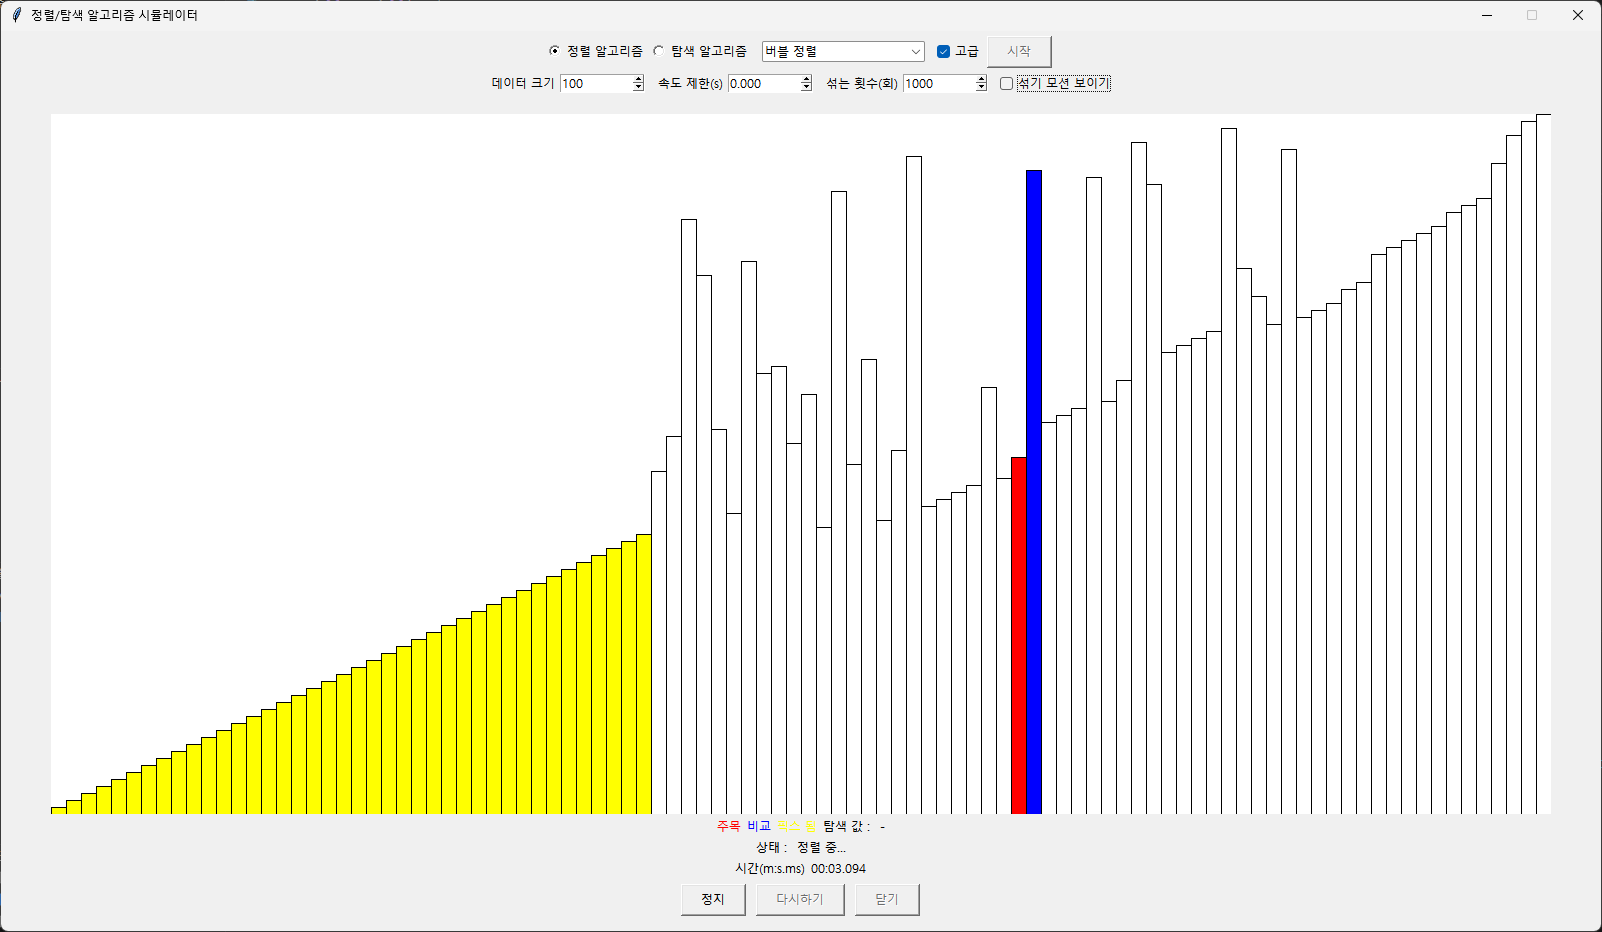 정렬/탐색 알고리즘 시뮬레이터
정렬 알고리즘 탐색 알고리즘 버블 정렬 고급 시작
데이터 크기 100 속도 제한(s) 0.000 섞는 횟수(회) 1000 섞기 모션 보이기
주목 비교 탐색 값 : -
상태 : 정렬 중...
시간(m:s.ms) 00:03.094
정지 다시하기 닫기